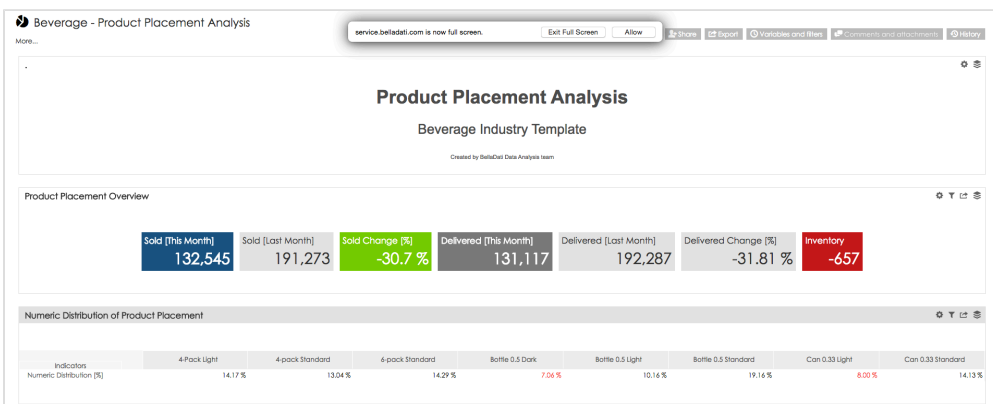 Beverage - Product Placement Analysis
More...
service.belladati.com is now full screen. Exit Full Screen Allow
Share Export Variables and filters Comments and attachments History
.
Product Placement Analysis
Beverage Industry Template
Created by BellaDati Data Analysis team
Product Placement Overview
Sold [This Month] Sold [Last Month] Sold Change [%] Delivered [This Month] Delivered [Last Month] Delivered Change [%] Inventory
132,545 191,273 -30.7 % 131,117 192,287 -31.81 % -657
Numeric Distribution of Product Placement
Indicators 4-Pack Light 4-pack Standard 6-pack Standard Bottle 0.5 Dark Bottle 0.5 Light Bottle 0.5 Standard Can 0.33 Light Can 0.33 Standard
Numeric Distribution [%] 14.17 % 13.04 % 14.29 % 7.06 % 10.16 % 19.16 % 8.00 % 14.13 %